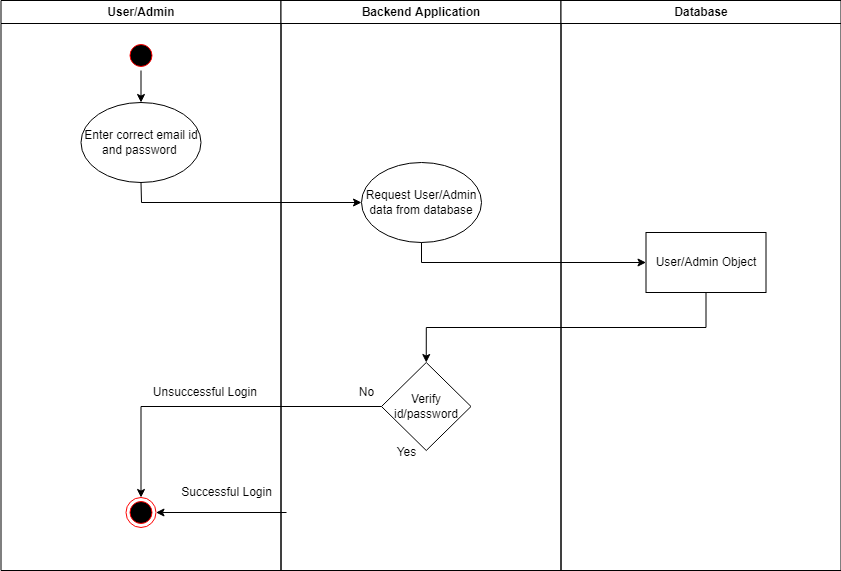 User/Admin
Backend Application
Database
Enter correct email id
and password
Request User/Admin
data from database
User/Admin Object
Unsuccessful Login
No
Verify
id/password
Yes
Successful Login